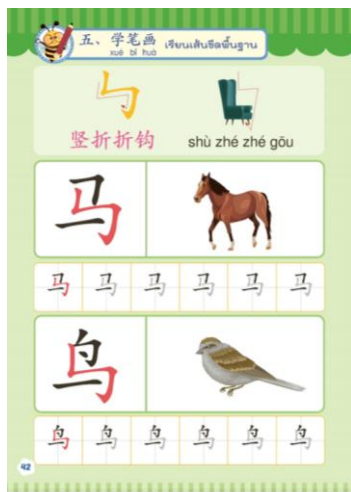 五、学笔画 เรียนเส้นขีดพื้นฐาน
xué bǐ huà
竖折折钩 shù zhé zhé gōu
马
马 马 马 马 马 马
鸟
鸟 鸟 鸟 鸟 鸟 鸟
42